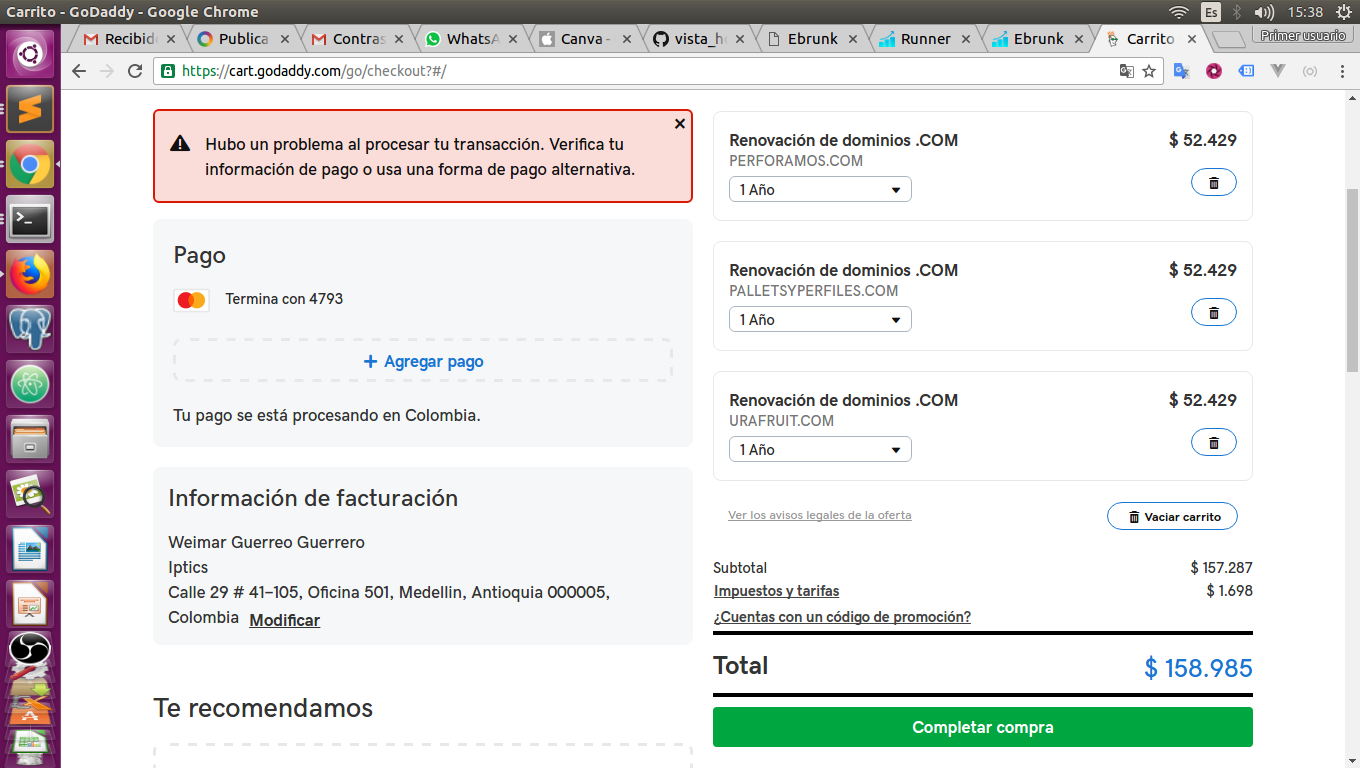 Carrito - GoDaddy - Google Chrome
Es
15:38
Recibid
Publica
Contras
WhatsA
Canva -
vista_h
Ebrunk
Runner
Ebrunk
Carrito
Primer usuario
https://cart.godaddy.com/go/checkout?#/
Hubo un problema al procesar tu transacción. Verifica tu
información de pago o usa una forma de pago alternativa.
Pago
Termina con 4793
+ Agregar pago
Tu pago se está procesando en Colombia.
Información de facturación
Weimar Guerreo Guerrero
Iptics
Calle 29 # 41-105, Oficina 501, Medellin, Antioquia 000005,
Colombia Modificar
Te recomendamos
Renovación de dominios .COM $ 52.429
PERFORAMOS.COM
1 Año
Renovación de dominios .COM $ 52.429
PALLETSYPERFILES.COM
1 Año
Renovación de dominios .COM $ 52.429
URAFRUIT.COM
1 Año
Ver los avisos legales de la oferta
Vaciar carrito
Subtotal $ 157.287
Impuestos y tarifas $ 1.698
¿Cuentas con un código de promoción?
Total $ 158.985
Completar compra